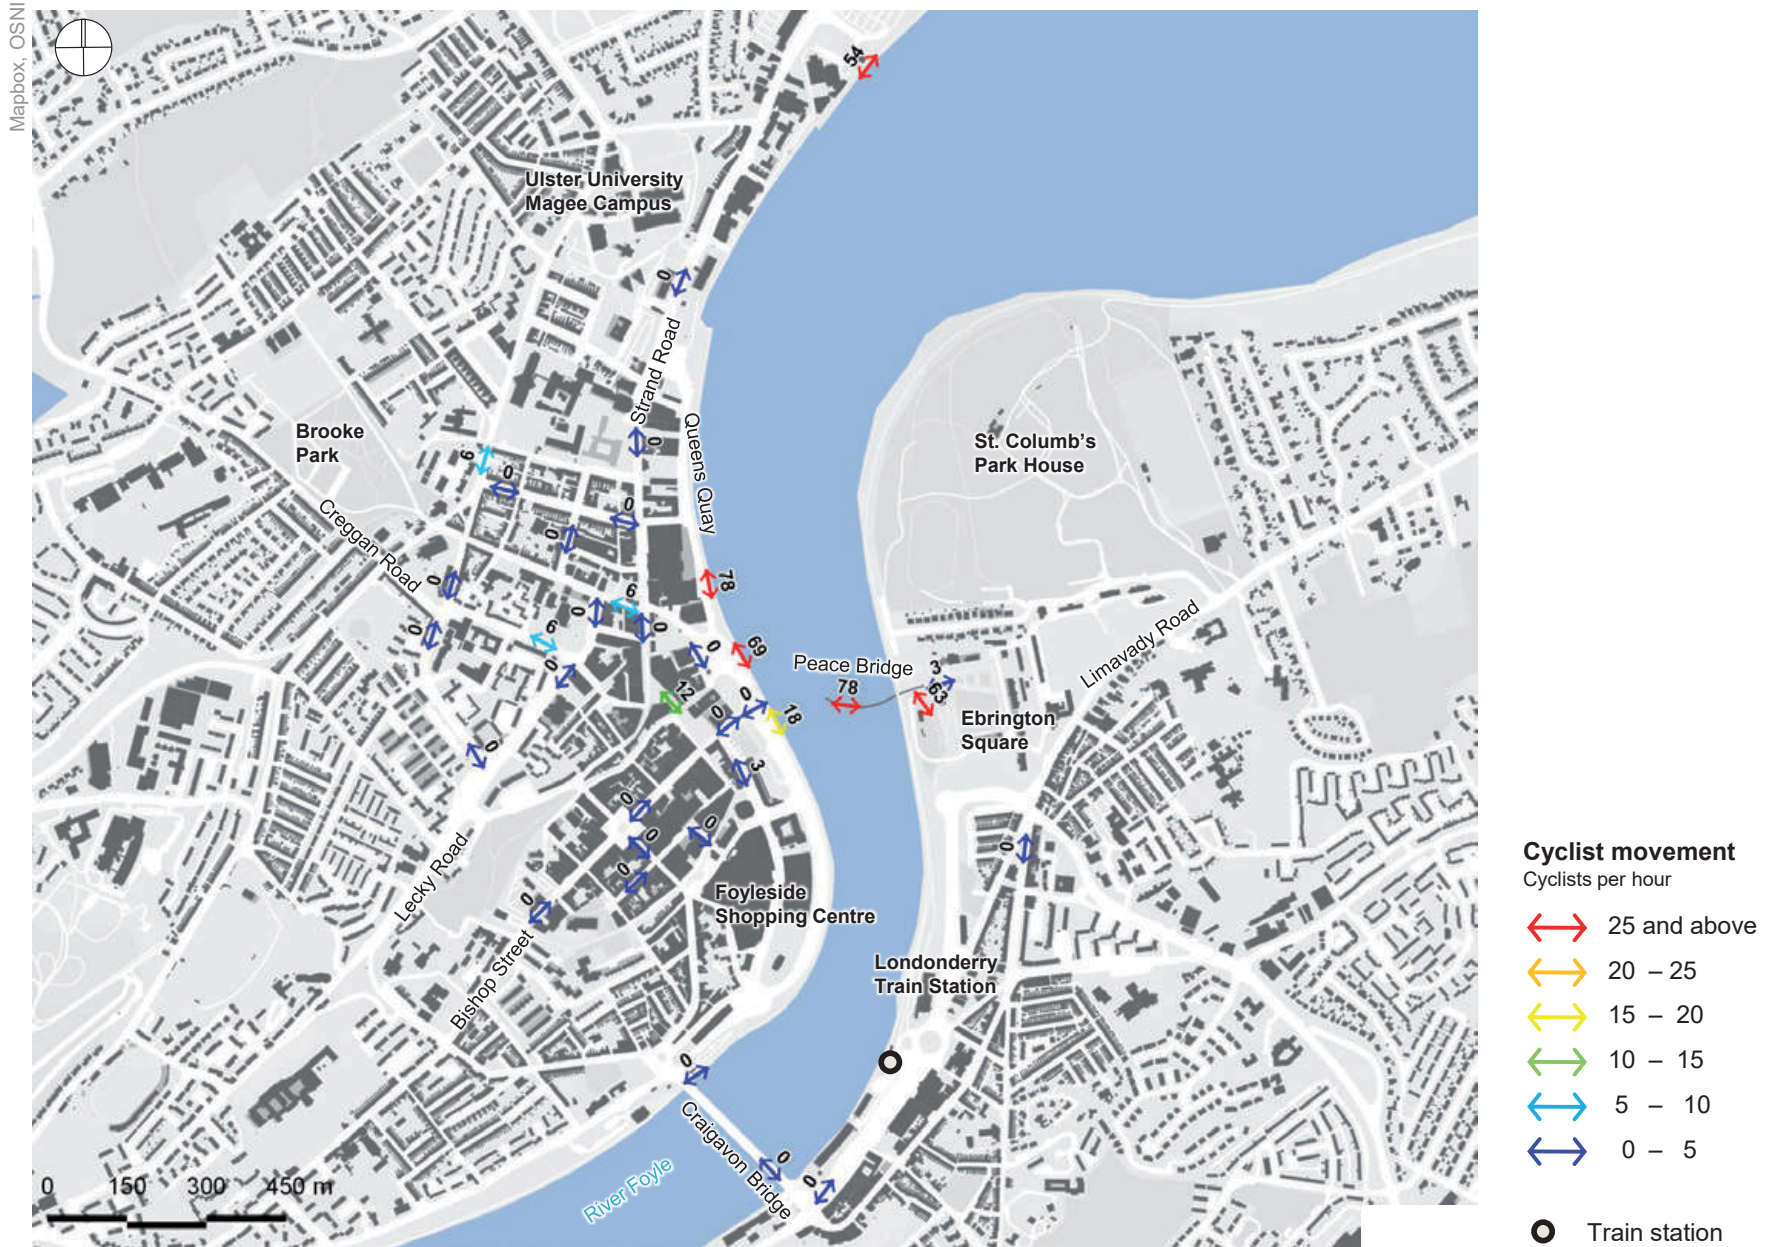 Mapbox, OSNI
54
Ulster University
Magee Campus
0
Strand Road
Queens Quay
0
Brooke
Park
St. Columb's
Park House
6
0
0
0
Creggan Road
0
78
6
0
0
0
6
0
0
69
Peace Bridge
78
3
63
Limavady Road
Ebrington
Square
12
0
0
18
0
3
0
0
0
0
0
0
Lecky Road
Bishop Street
Foyleside
Shopping Centre
Londonderry
Train Station
0
Craigavon Bridge
0
0
River Foyle
0 150 300 450 m
Cyclist movement
Cyclists per hour
25 and above
20 – 25
15 – 20
10 – 15
5 – 10
0 – 5
Train station